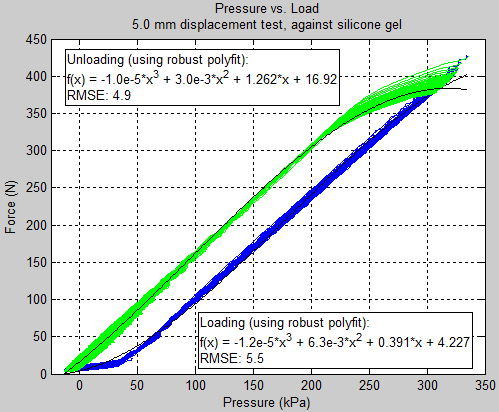 Pressure vs. Load
5.0 mm displacement test, against silicone gel
Unloading (using robust polyfit):
f(x) = -1.0e-5*x^3 + 3.0e-3*x^2 + 1.262*x + 16.92
RMSE: 4.9
Loading (using robust polyfit):
f(x) = -1.2e-5*x^3 + 6.3e-3*x^2 + 0.391*x + 4.227
RMSE: 5.5
Force (N)
450
400
350
300
250
200
150
100
50
0
0 50 100 150 200 250 300 350
Pressure (kPa)